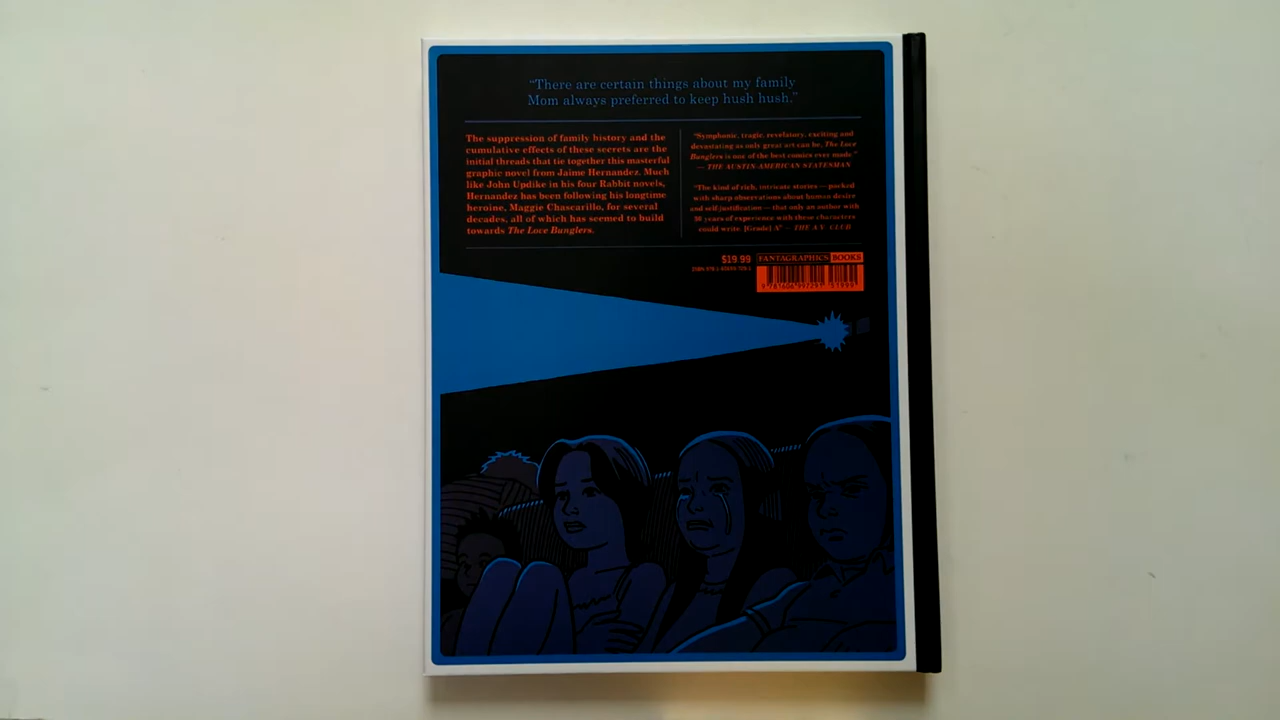 “There are certain things about my family
Mom always preferred to keep hush hush.”
The suppression of family history and the
cumulative effects of these secrets are the
initial threads that tie together this masterful
graphic novel from Jaime Hernandez. Much
like John Updike in his four Rabbit novels,
Hernandez has been following his longtime
heroine, Maggie Chascarrillo, for several
decades, all of which has seemed to build
towards The Love Bunglers.
“Symphonic, tragic, revelatory, exciting and
devastating as only great art can be, The Love
Bunglers is one of the best comics ever made.”
— THE AUSTIN AMERICAN-STATESMAN
“The kind of rich, intricate stories — packed
with sharp observations about human desire
and self-justification — that only an author with
30 years of experience with these characters
could write. [Grade] A” — THE A.V. CLUB
$19.99
FANTAGRAPHICS BOOKS
ISBN